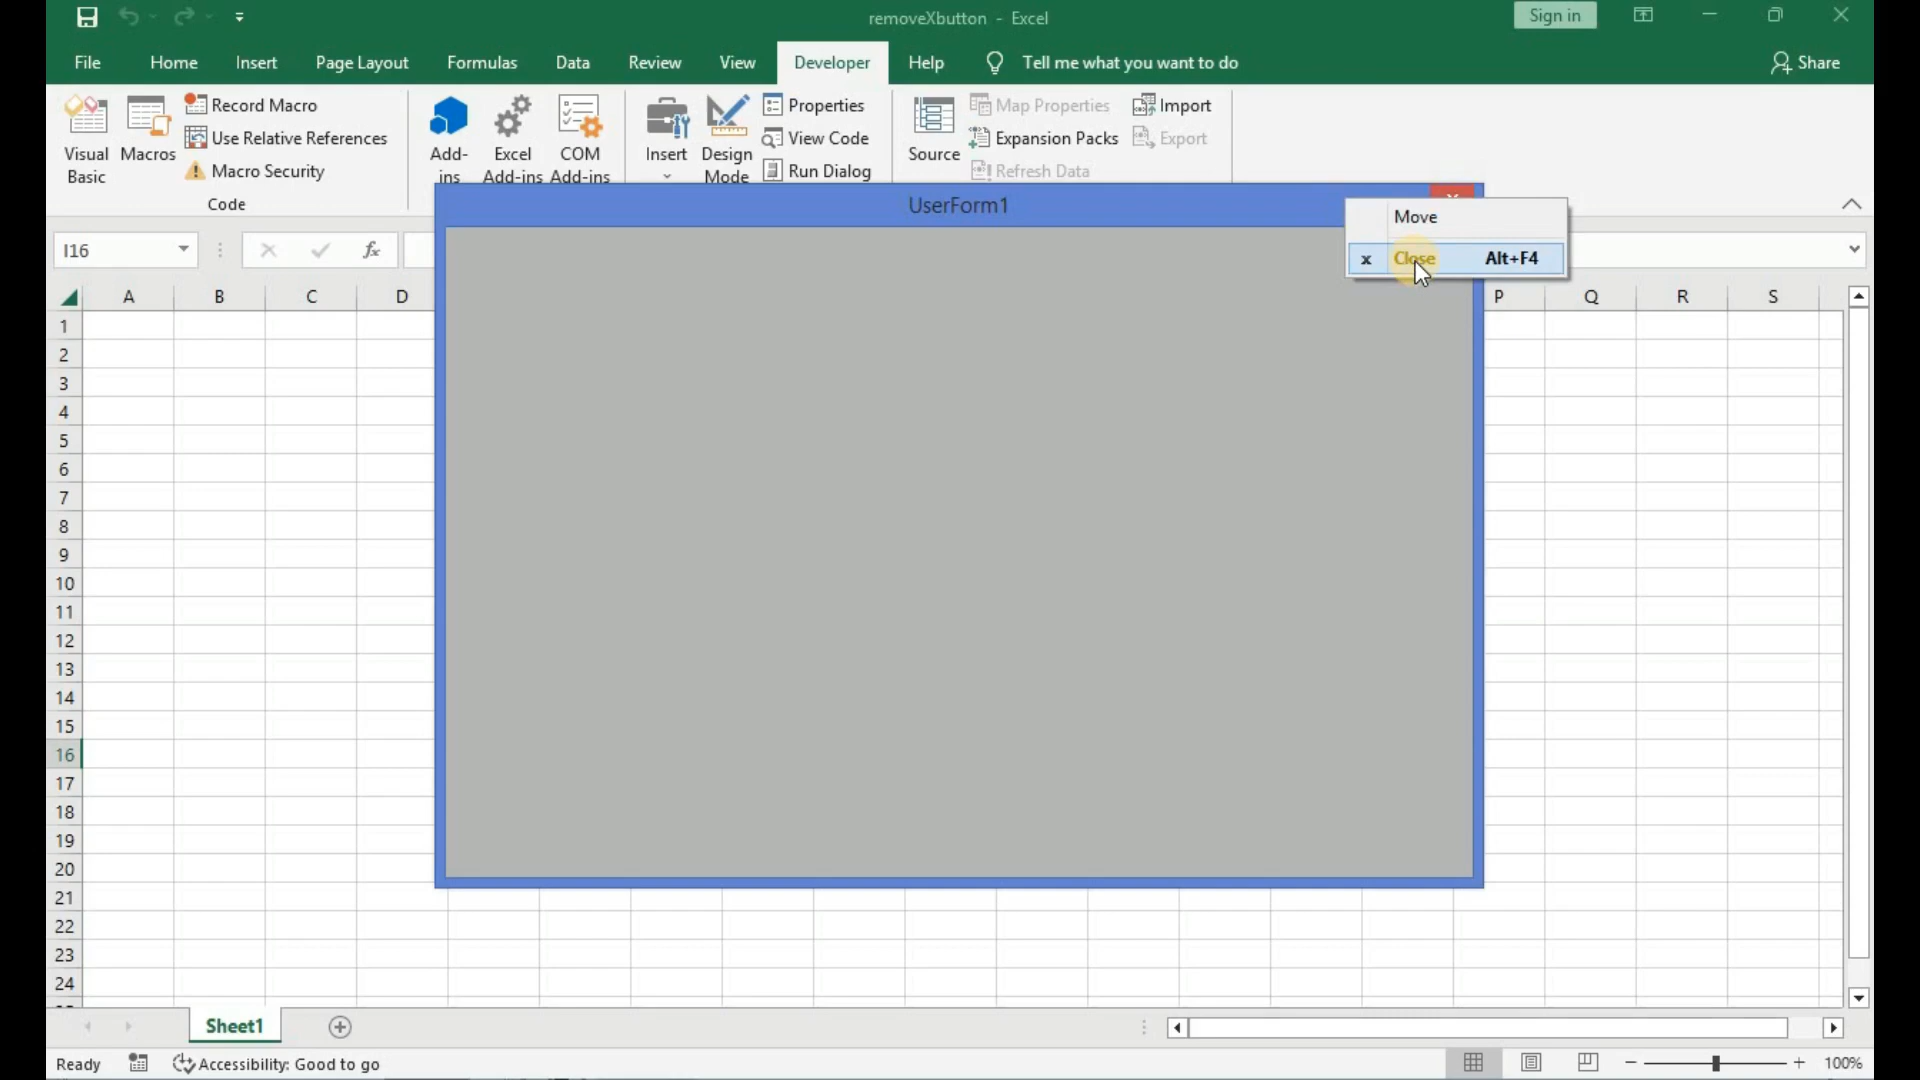 removeXbutton - Excel
Sign in
File Home Insert Page Layout Formulas Data Review View Developer Help Tell me what you want to do Share
Visual Basic
Macros
Record Macro
Use Relative References
Macro Security
Code
Add-ins
Excel Add-ins
COM Add-ins
Insert
Design Mode
Properties
View Code
Run Dialog
Source
Map Properties
Expansion Packs
Refresh Data
Import
Export
UserForm1
Move
x Close Alt+F4
I16
fx
A B C D P Q R S
1
2
3
4
5
6
7
8
9
10
11
12
13
14
15
16
17
18
19
20
21
22
23
24
Sheet1
Ready
Accessibility: Good to go
100%